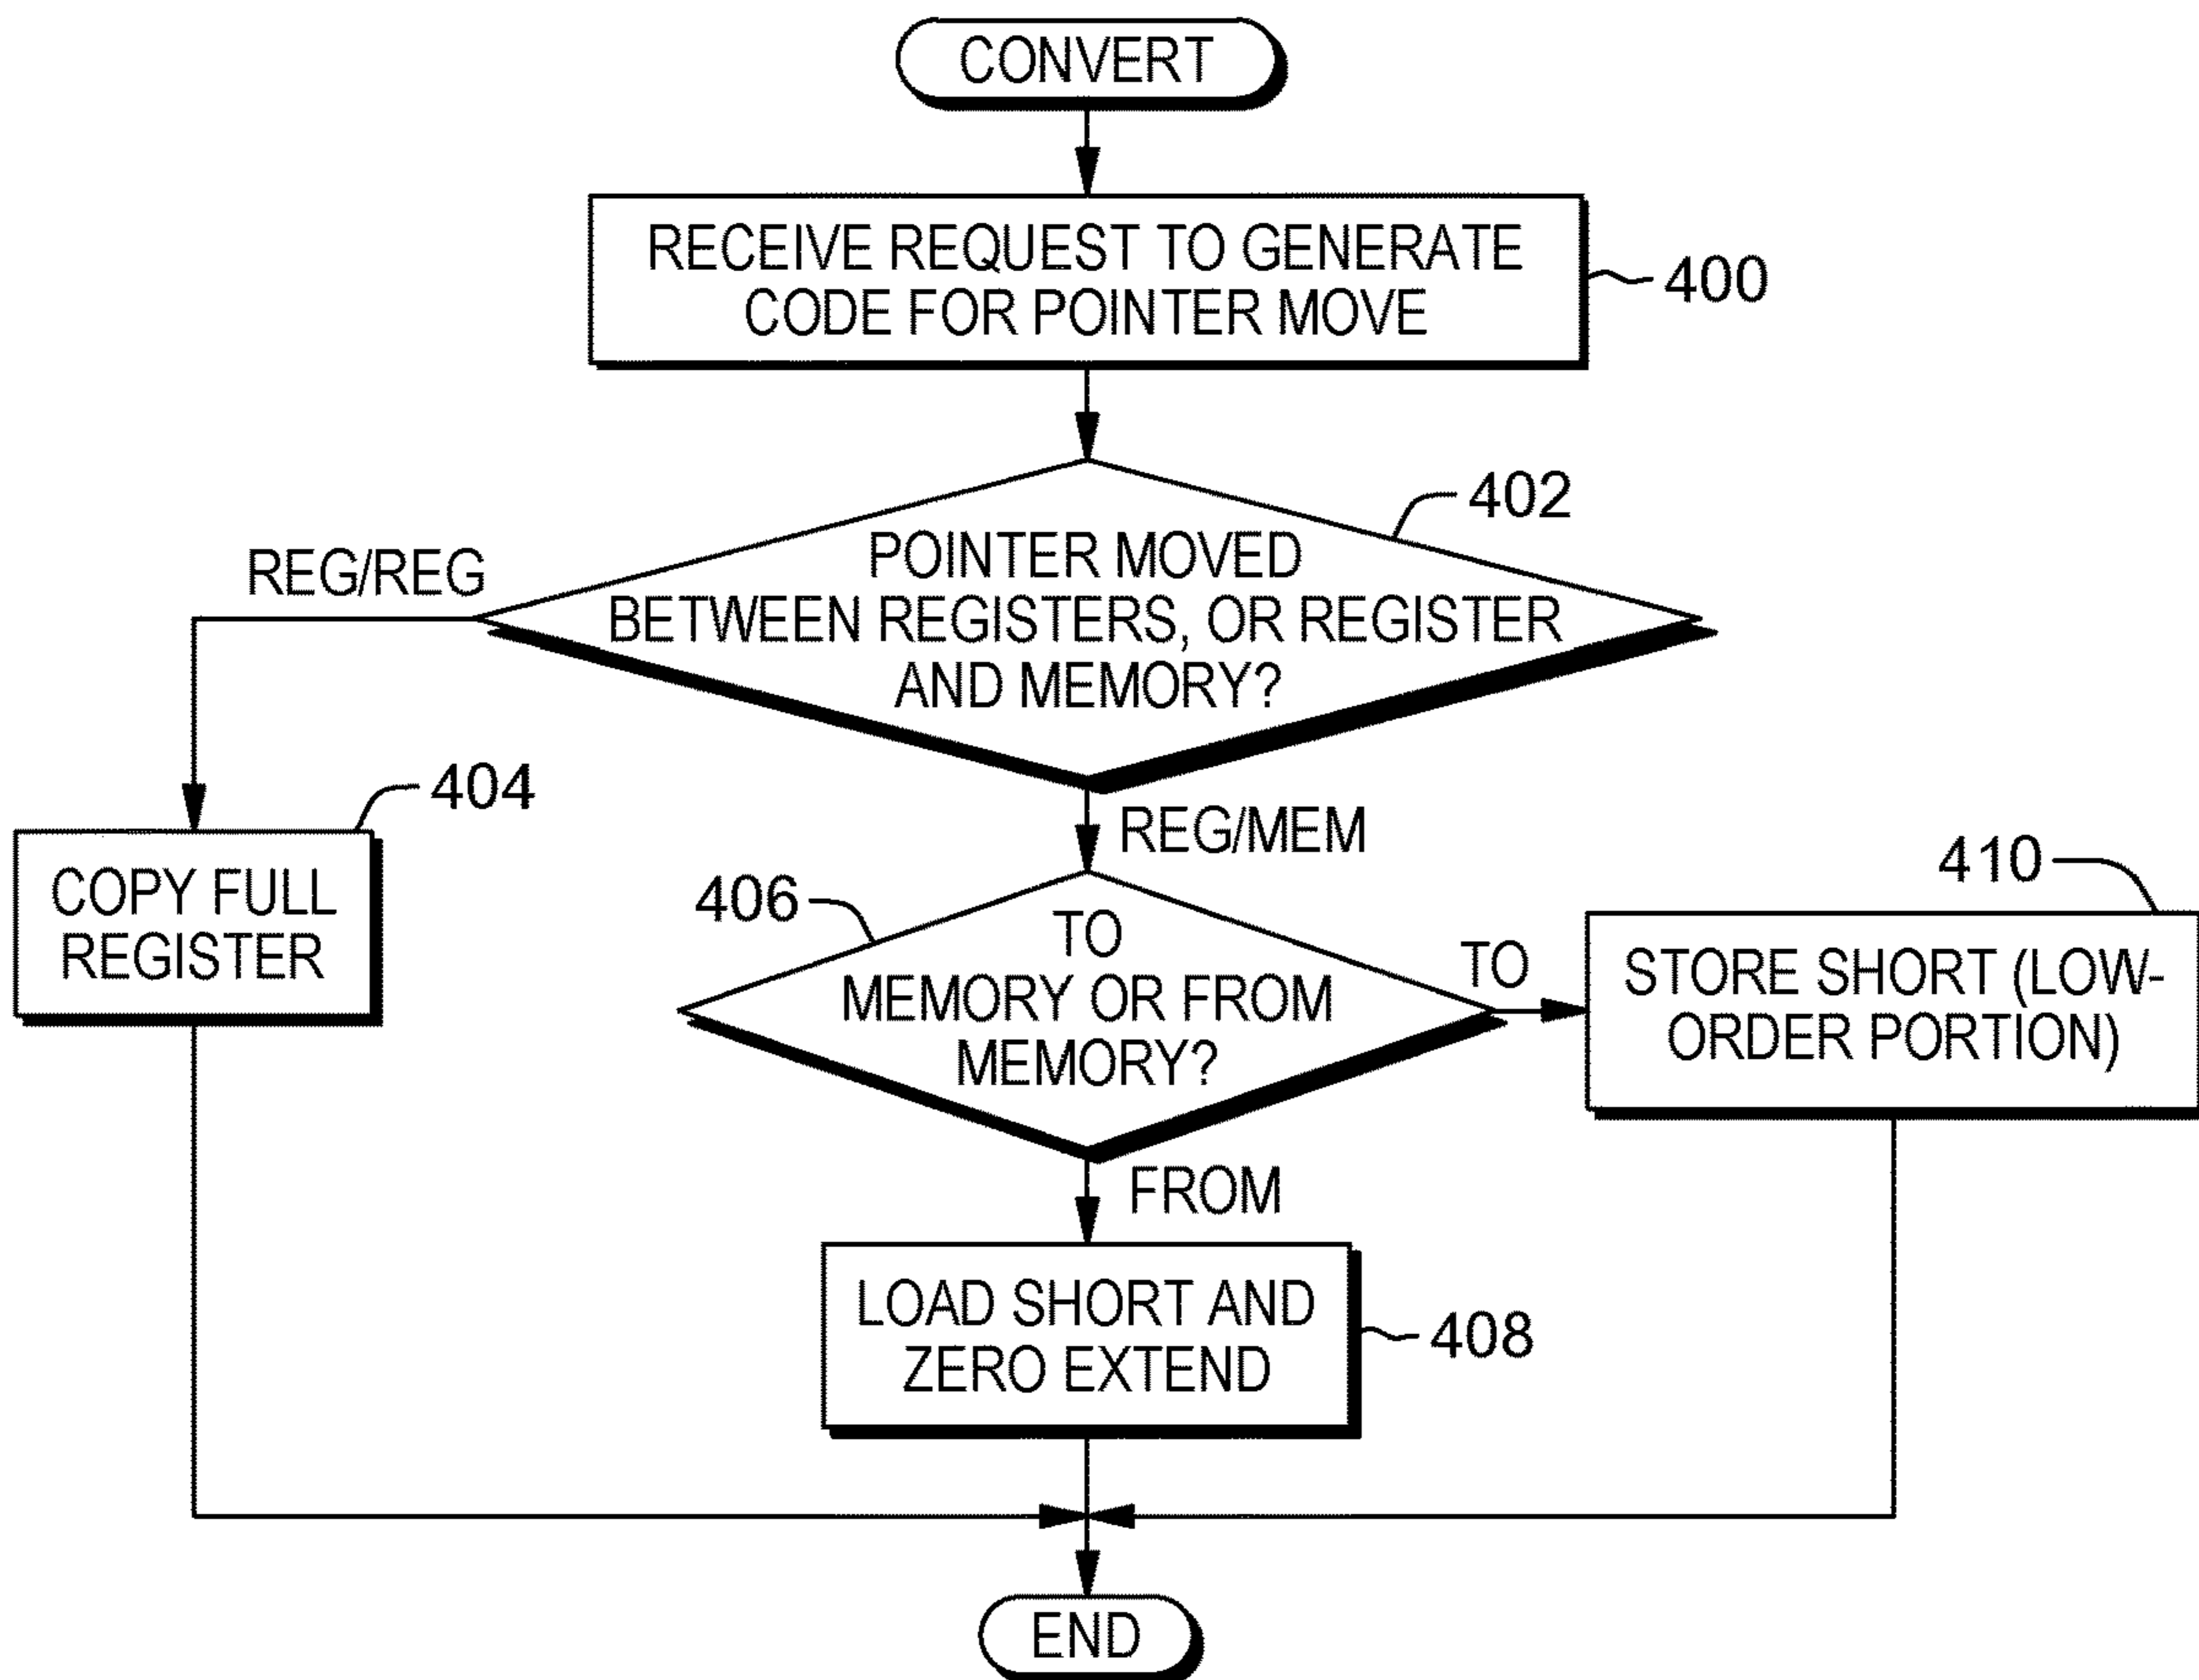 CONVERT
RECEIVE REQUEST TO GENERATE
CODE FOR POINTER MOVE
400
402
POINTER MOVED
BETWEEN REGISTERS, OR REGISTER
AND MEMORY?
REG/REG
404
COPY FULL
REGISTER
REG/MEM
406
TO
MEMORY OR FROM
MEMORY?
TO
410
STORE SHORT (LOW-
ORDER PORTION)
FROM
LOAD SHORT AND
ZERO EXTEND
408
END